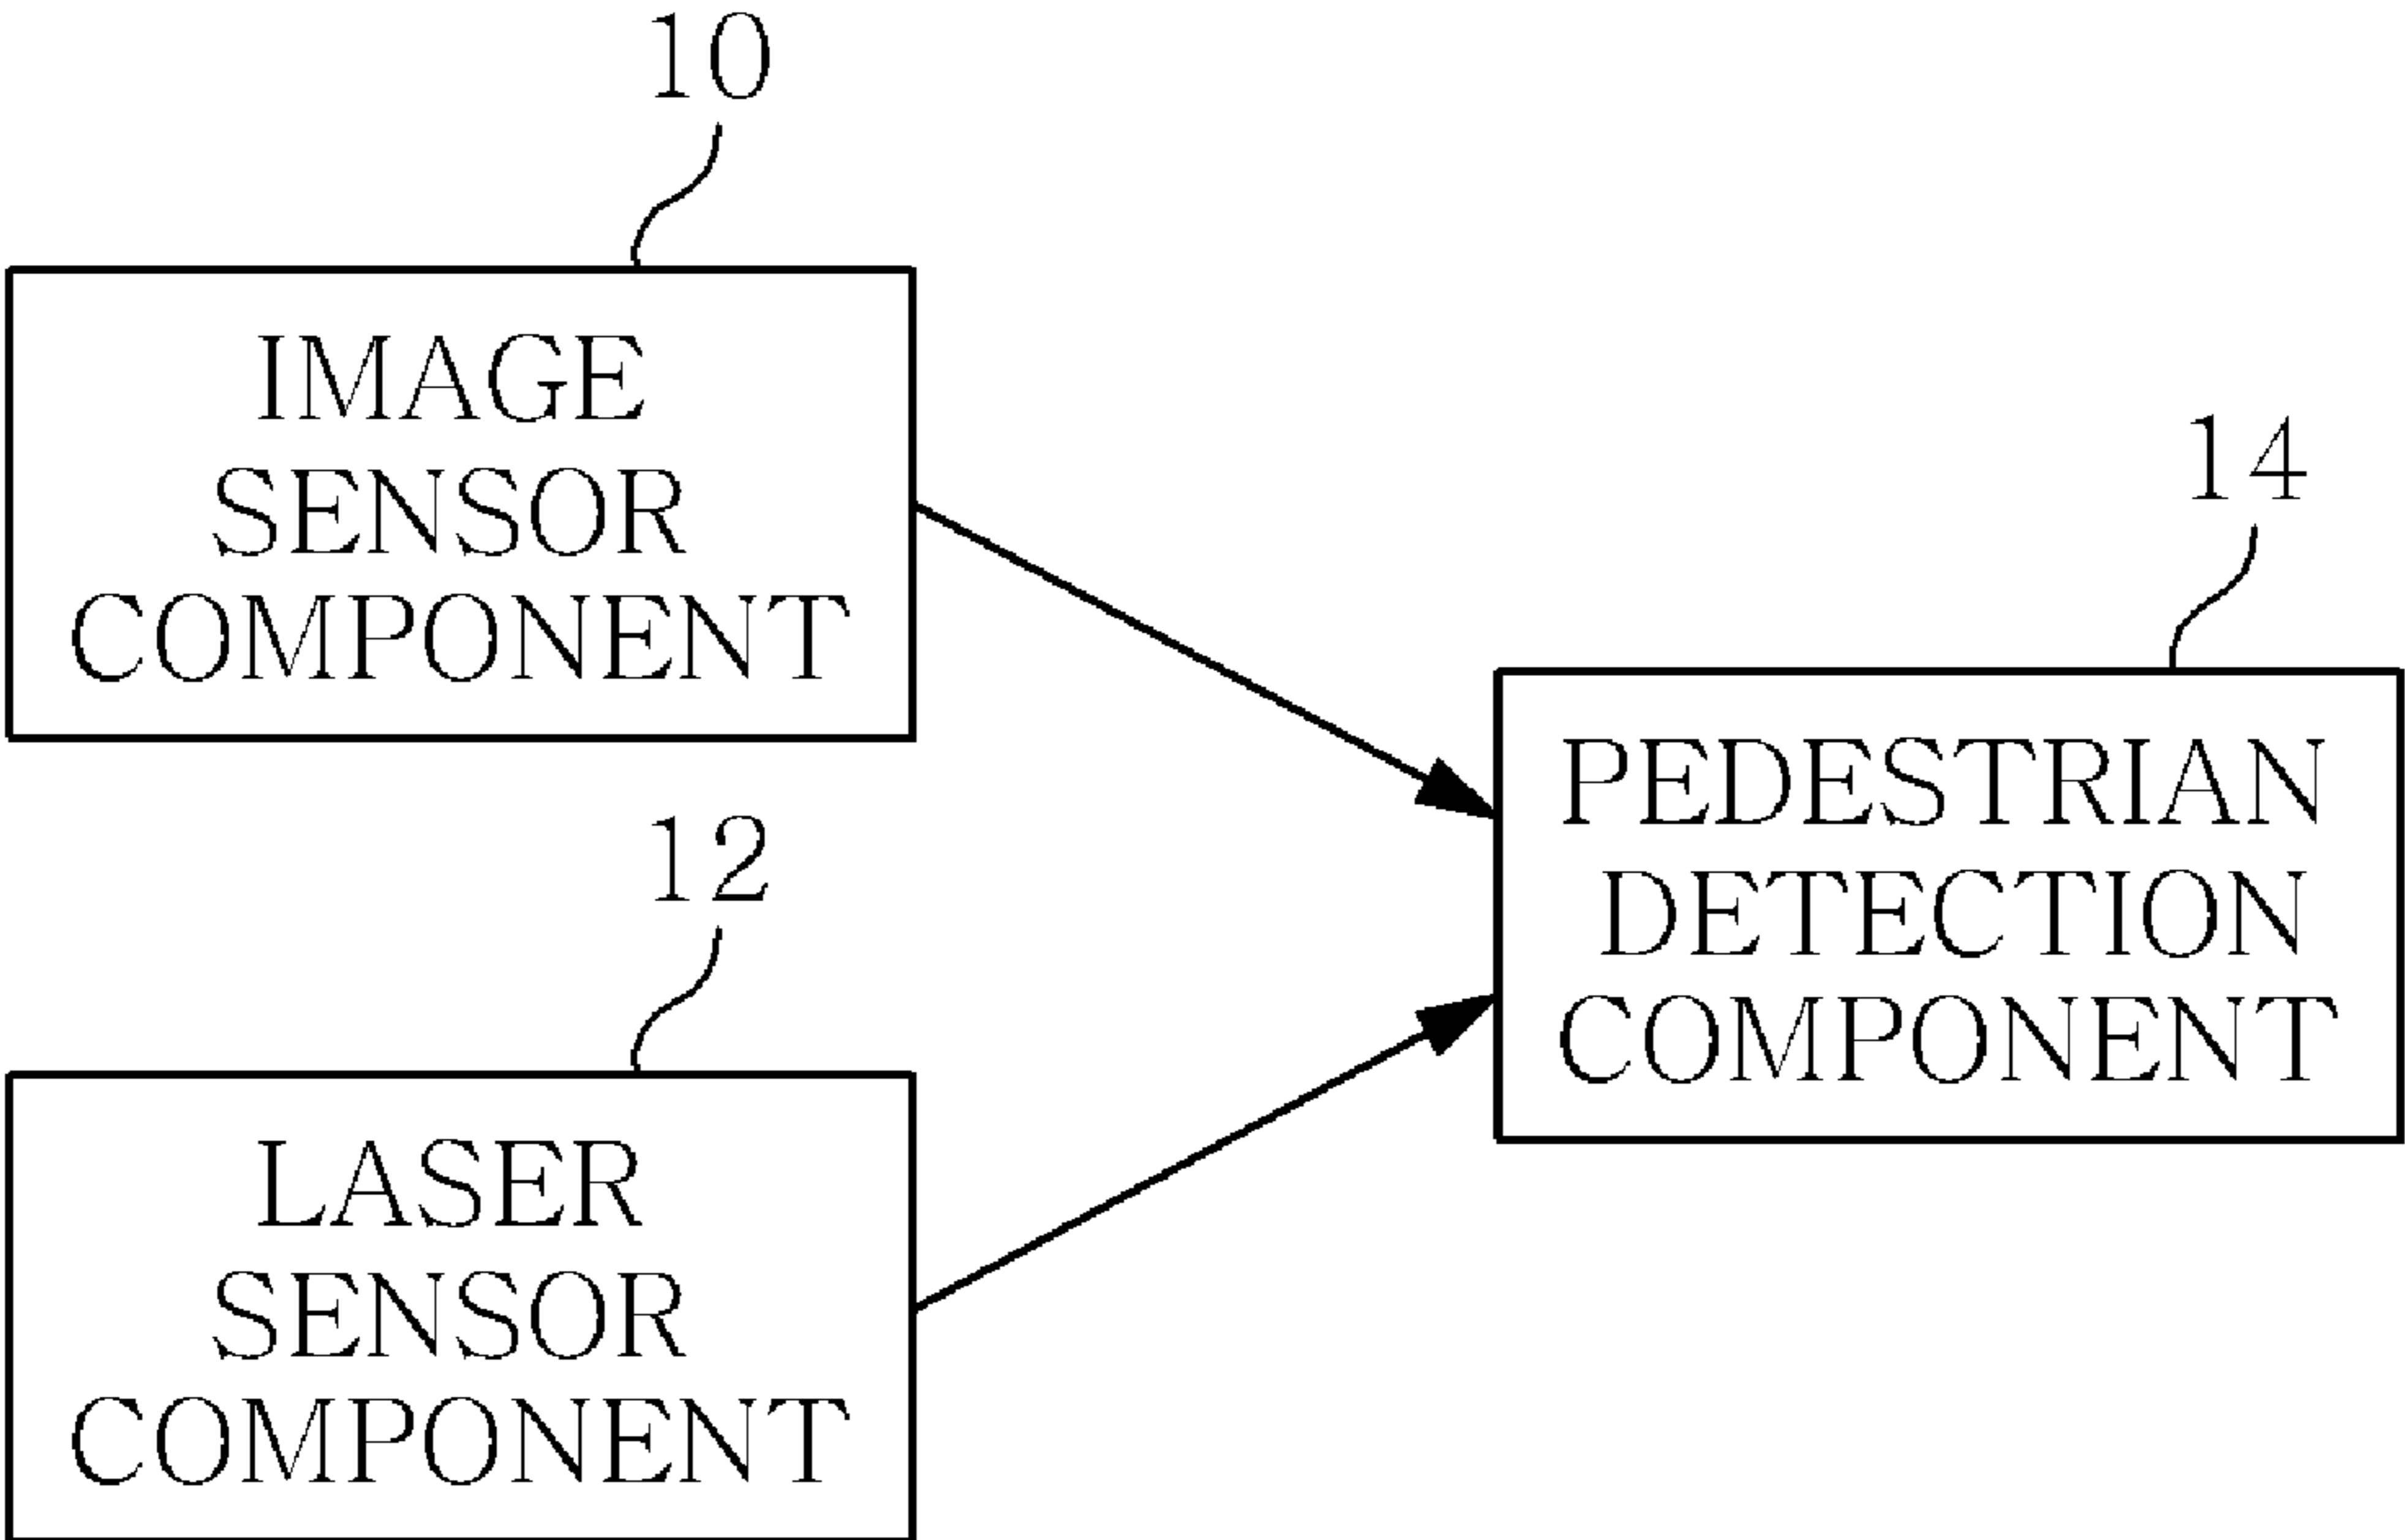 10
IMAGE
SENSOR
COMPONENT
12
LASER
SENSOR
COMPONENT
14
PEDESTRIAN
DETECTION
COMPONENT